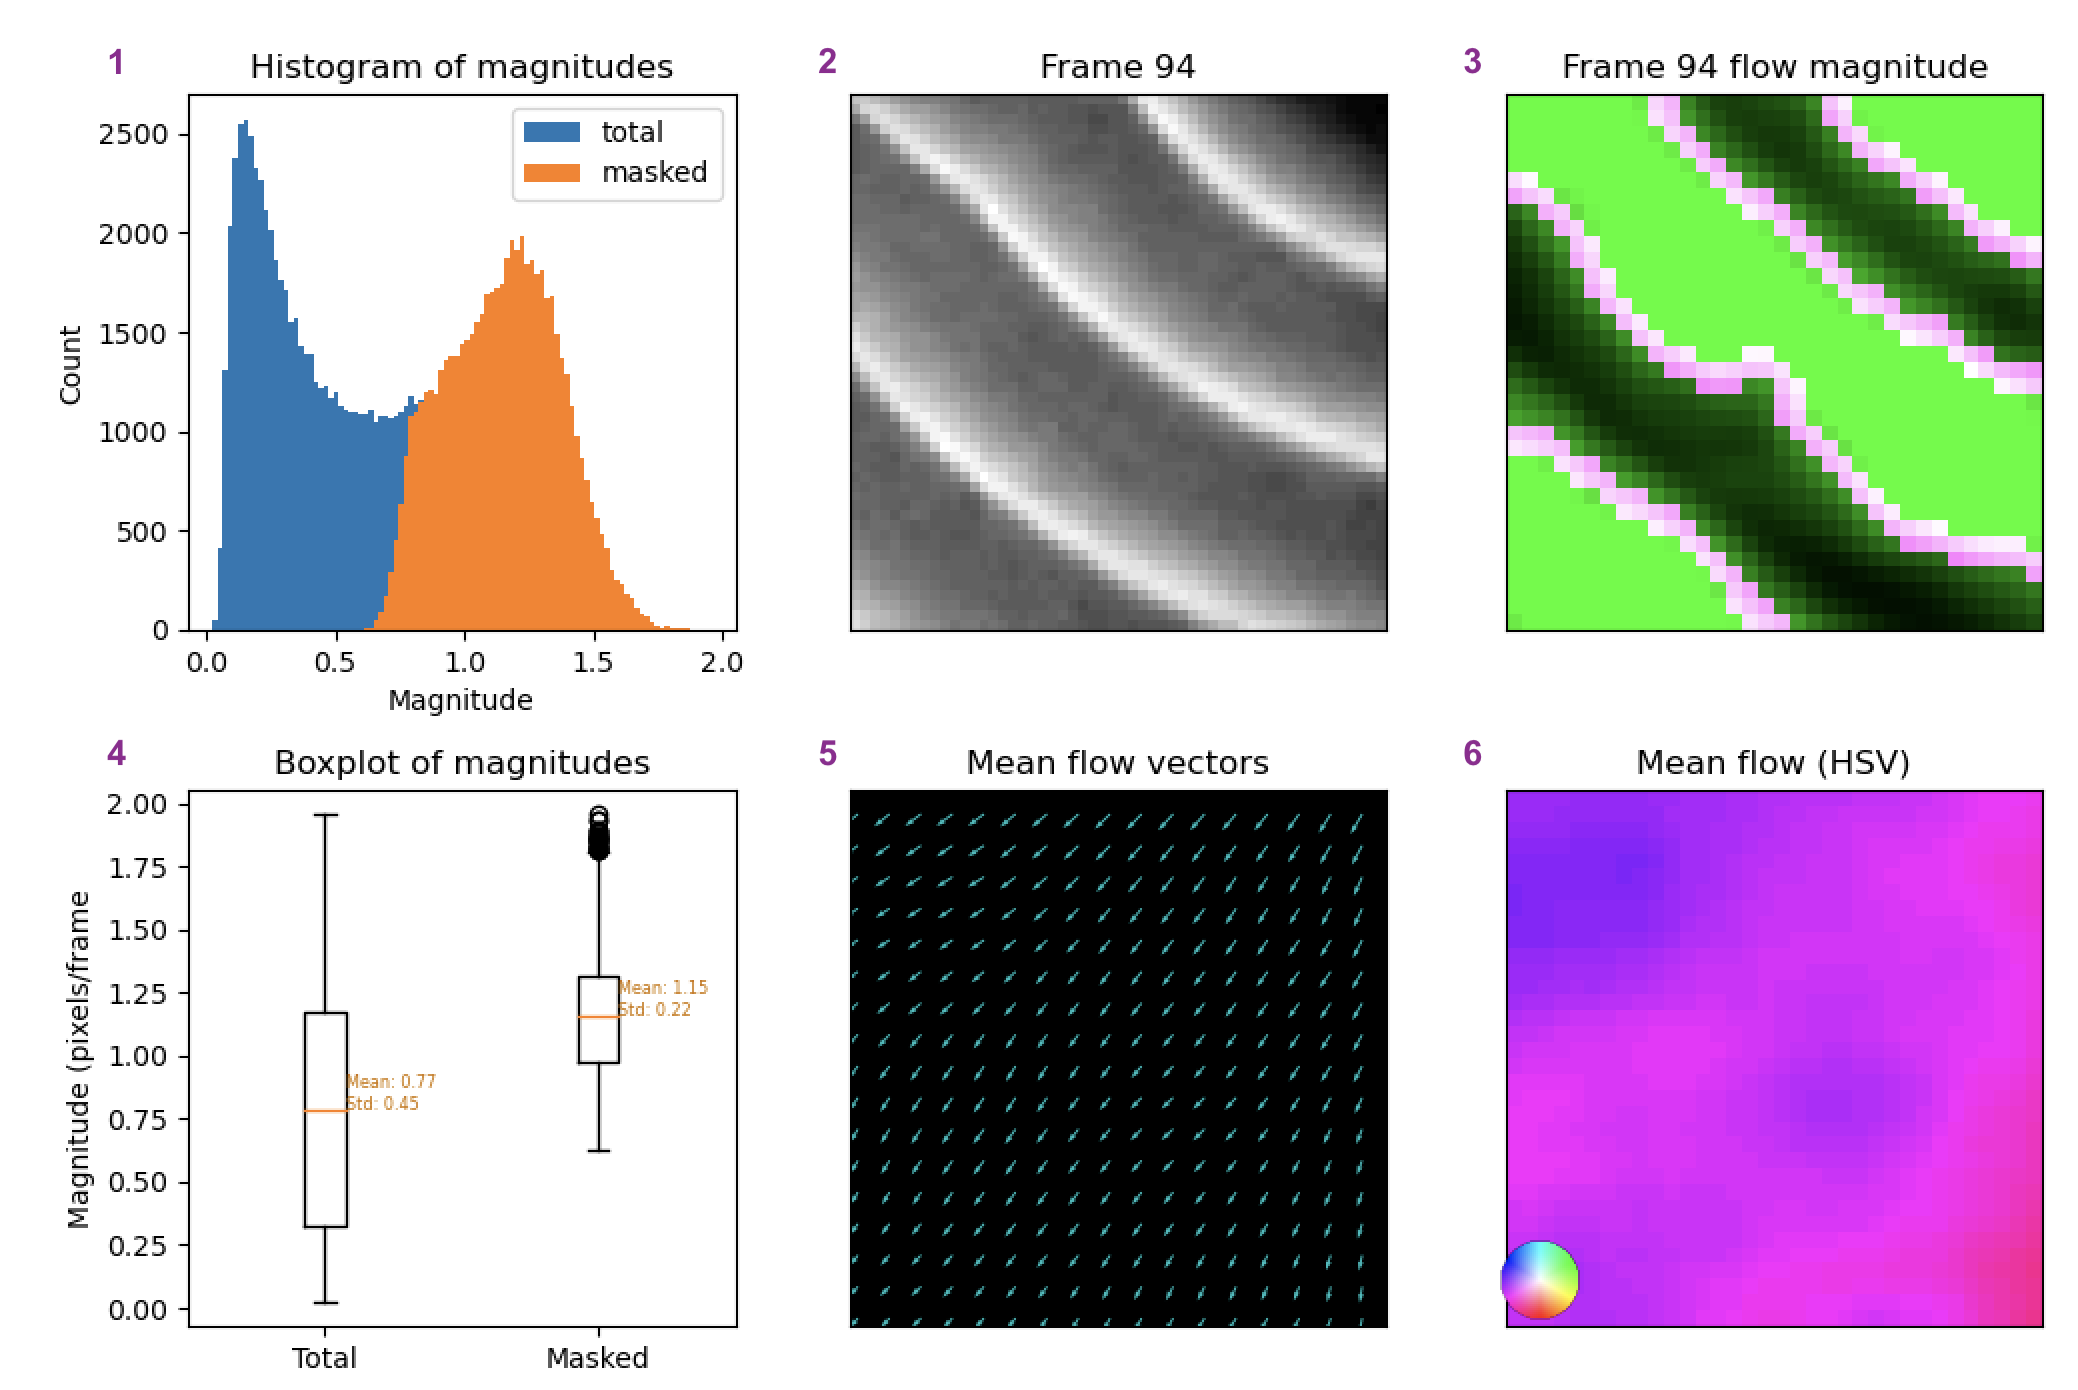 1
Histogram of magnitudes
Count
2500
2000
1500
1000
500
0
total
masked
0.0 0.5 1.0 1.5 2.0
Magnitude
2
Frame 94
3
Frame 94 flow magnitude
4
Boxplot of magnitudes
Magnitude (pixels/frame
2.00
1.75
1.50
1.25
1.00
0.75
0.50
0.25
0.00
Mean: 0.77
Std: 0.45
Mean: 1.15
Std: 0.22
Total Masked
5
Mean flow vectors
6
Mean flow (HSV)